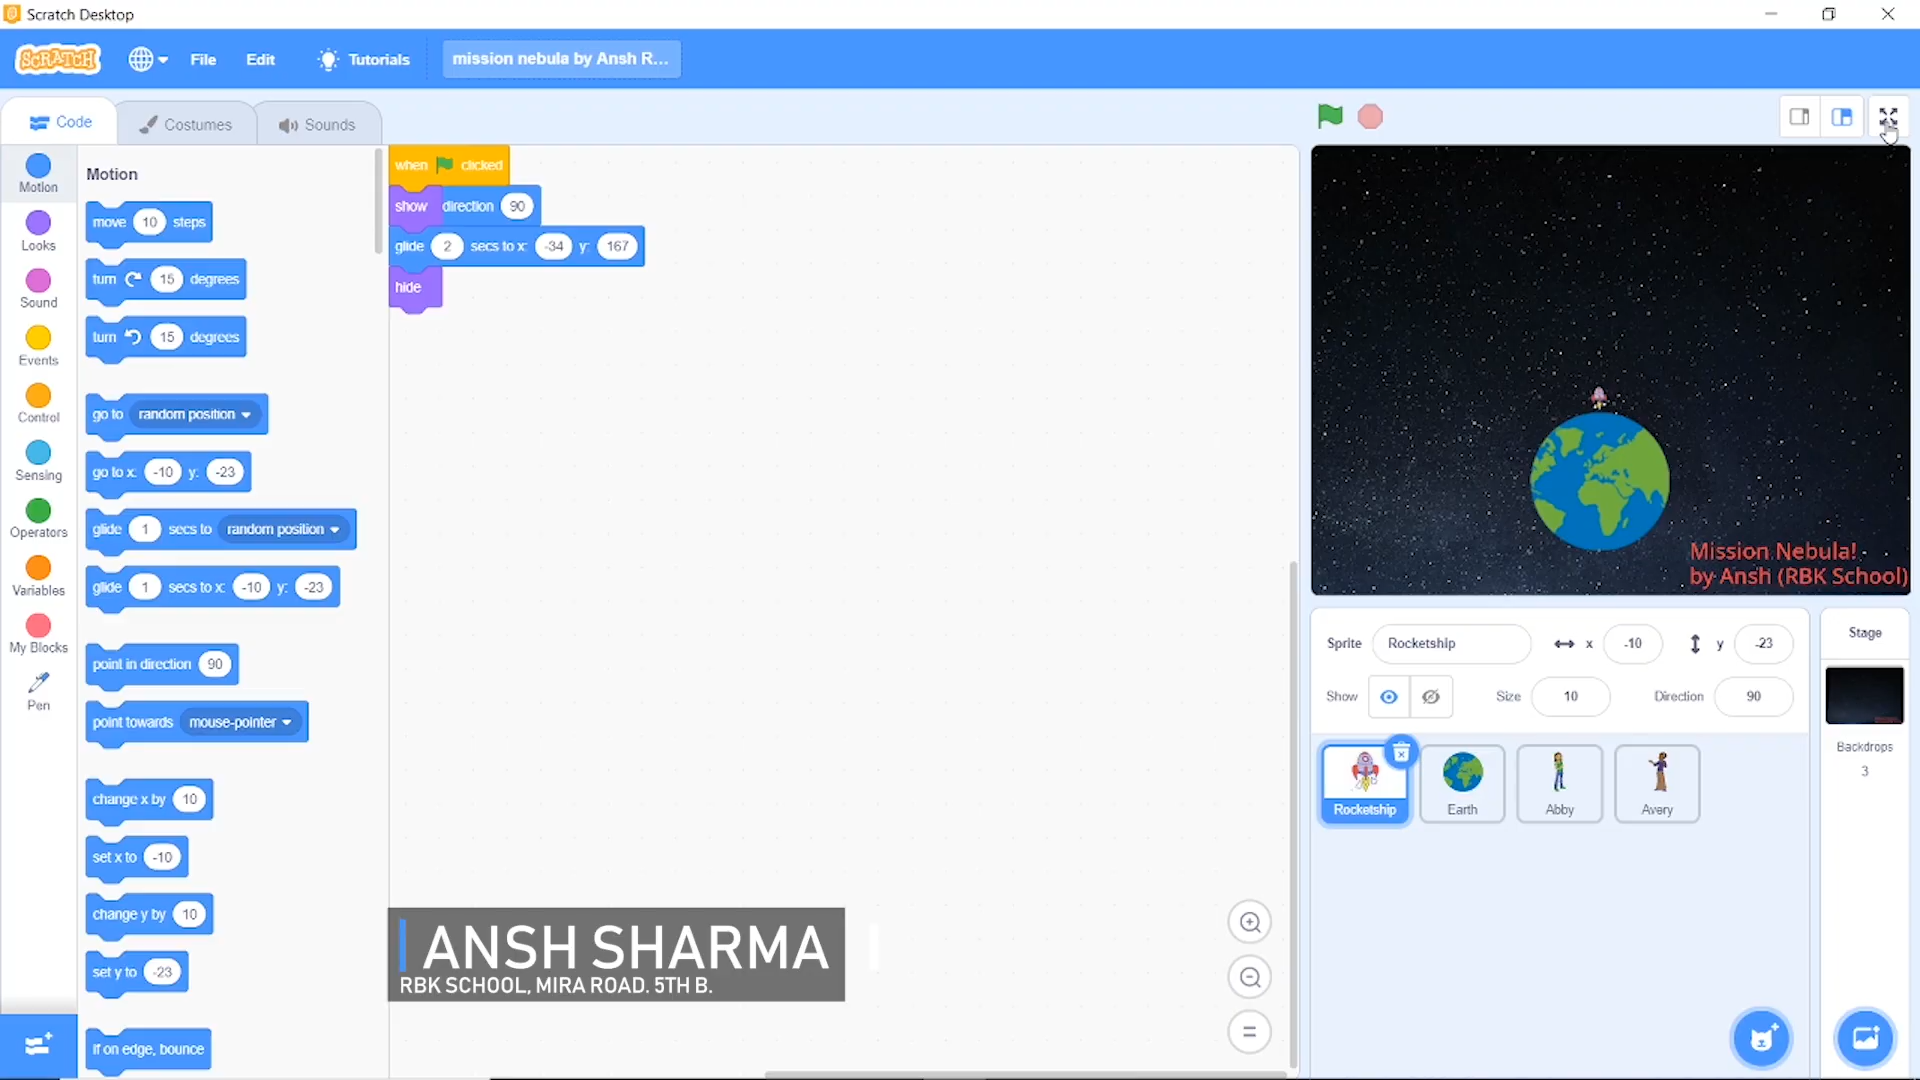 Scratch Desktop
SCRATCH
File
Edit
Tutorials
mission nebula by Ansh R...
Code
Costumes
Sounds
Motion
Looks
Sound
Events
Control
Sensing
Operators
Variables
My Blocks
Pen
Motion
move 10 steps
turn 15 degrees
turn 15 degrees
go to random position
go to x: -10 y: -23
glide 1 secs to random position
glide 1 secs to x: -10 y: -23
point in direction 90
point towards mouse-pointer
change x by 10
set x to -10
change y by 10
set y to -23
if on edge, bounce
when clicked
show direction 90
glide 2 secs to x: -34 y: 167
hide
ANSH SHARMA
RBK SCHOOL, MIRA ROAD. 5TH B.
Mission Nebula!
by Ansh (RBK School)
Sprite Rocketship x -10 y -23
Show Size 10 Direction 90
Rocketship
Earth
Abby
Avery
Stage
Backdrops
3